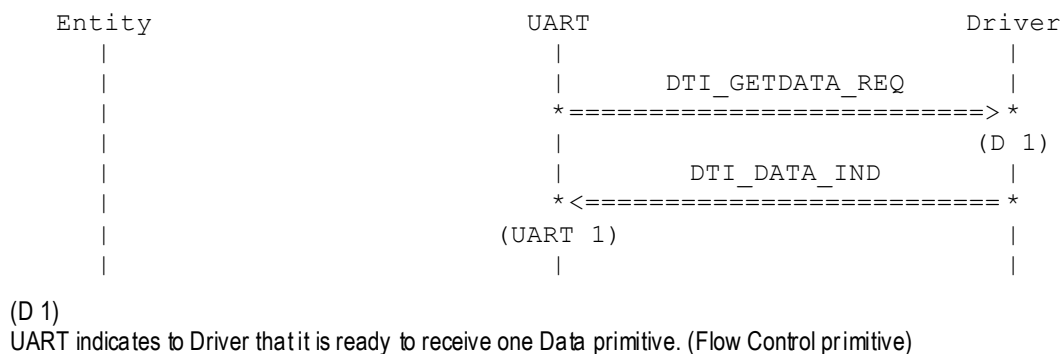 Entity UART Driver
| | |
| | DTI_GETDATA_REQ |
| *==========================>*
| | (D 1)
| | DTI_DATA_IND |
| *<==========================*
| (UART 1) |
| | |
(D 1)
UART indicates to Driver that it is ready to receive one Data primitive. (Flow Control primitive)